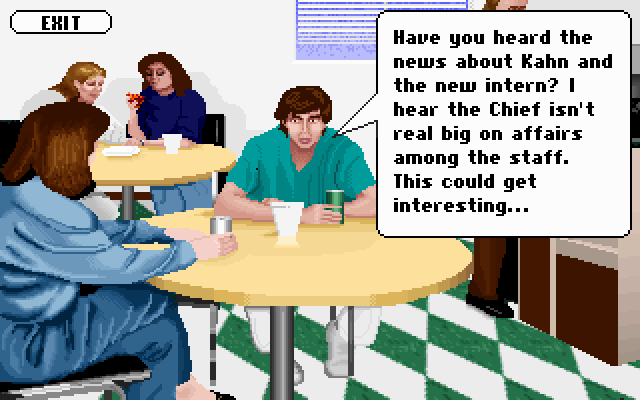 EXIT
Have you heard the
news about Kahn and
the new intern? I
hear the Chief isn't
real big on affairs
among the staff.
This could get
interesting...